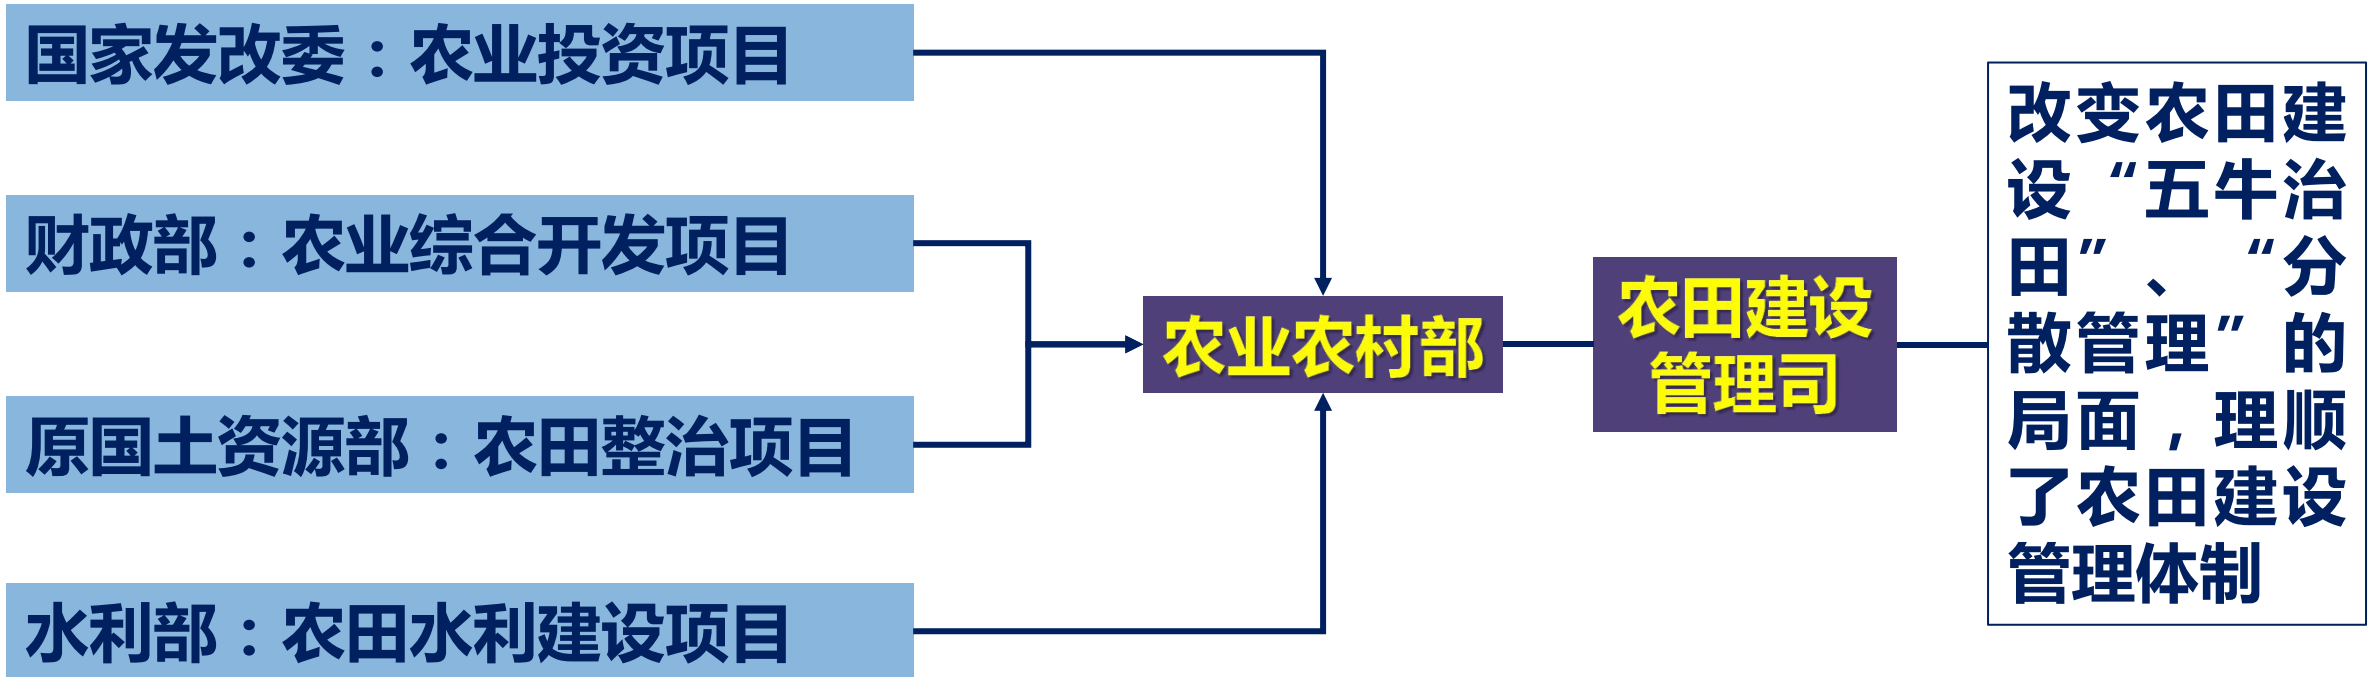 国家发改委：农业投资项目
财政部：农业综合开发项目
原国土资源部：农田整治项目
水利部：农田水利建设项目
农业农村部
农田建设
管理司
改变农田建
设“五牛治
田”、“分
散管理”的
局面，理顺
了农田建设
管理体制